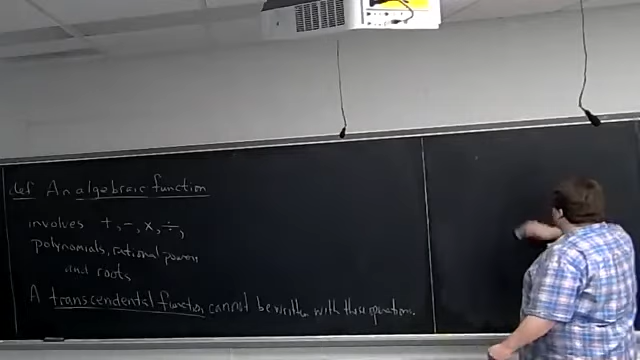 def An algebraic function
involves +, -, x, ÷,
polynomials, rational powers
and roots
A transcendental function cannot be written with these operations.